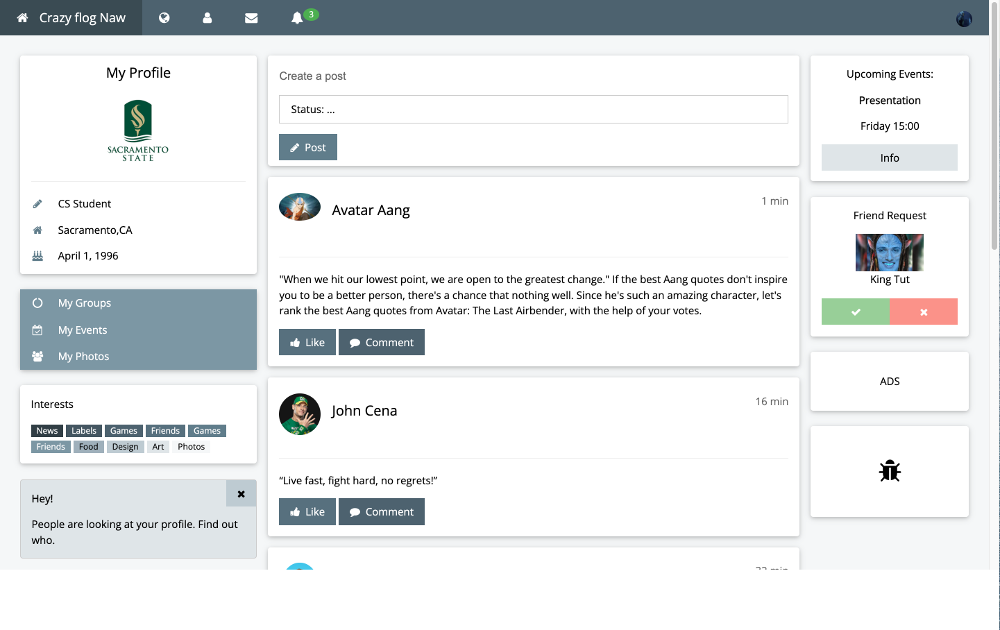 Crazy flog Naw
3
My Profile
SACRAMENTO
STATE
CS Student
Sacramento,CA
April 1, 1996
My Groups
My Events
My Photos
Interests
News Labels Games Friends Games
Friends Food Design Art Photos
Hey!
People are looking at your profile. Find out
who.
Create a post
Status: ...
Post
Avatar Aang
1 min
"When we hit our lowest point, we are open to the greatest change." If the best Aang quotes don't inspire
you to be a better person, there's a chance that nothing well. Since he's such an amazing character, let's
rank the best Aang quotes from Avatar: The Last Airbender, with the help of your votes.
Like Comment
John Cena
16 min
“Live fast, fight hard, no regrets!”
Like Comment
Upcoming Events:
Presentation
Friday 15:00
Info
Friend Request
King Tut
ADS